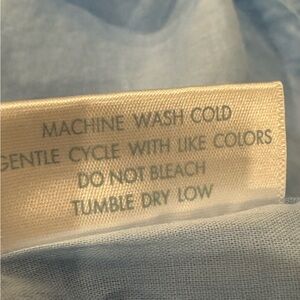 MACHINE WASH COLD
GENTLE CYCLE WITH LIKE COLORS
DO NOT BLEACH
TUMBLE DRY LOW